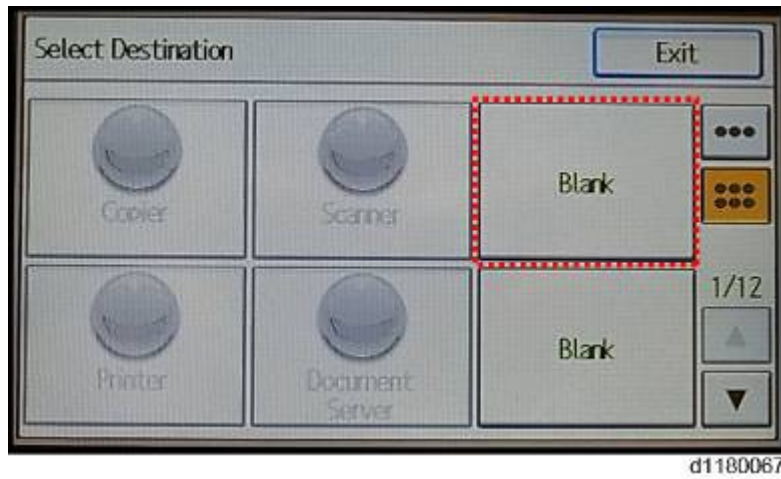 Select Destination
Exit
Copier
Scanner
Blank
1/12
Printer
Document
Server
Blank
d1180067